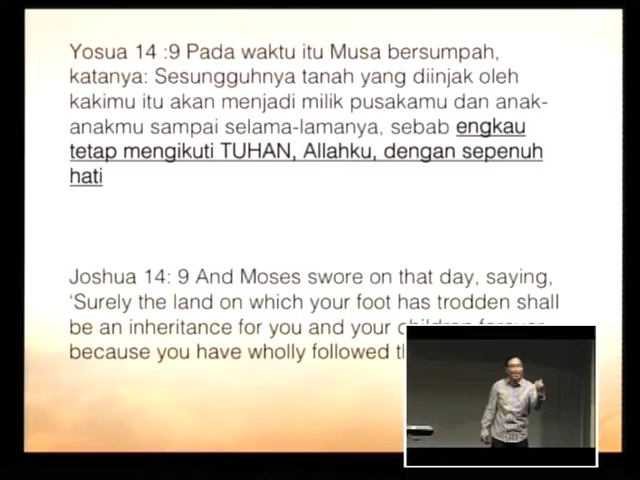 Yosua 14 :9 Pada waktu itu Musa bersumpah,
katanya: Sesungguhnya tanah yang diinjak oleh
kakimu itu akan menjadi milik pusakamu dan anak-
anakmu sampai selama-lamanya, sebab engkau
tetap mengikuti TUHAN, Allahku, dengan sepenuh
hati
Joshua 14: 9 And Moses swore on that day, saying,
‘Surely the land on which your foot has trodden shall
be an inheritance for you and your children forever
because you have wholly followed